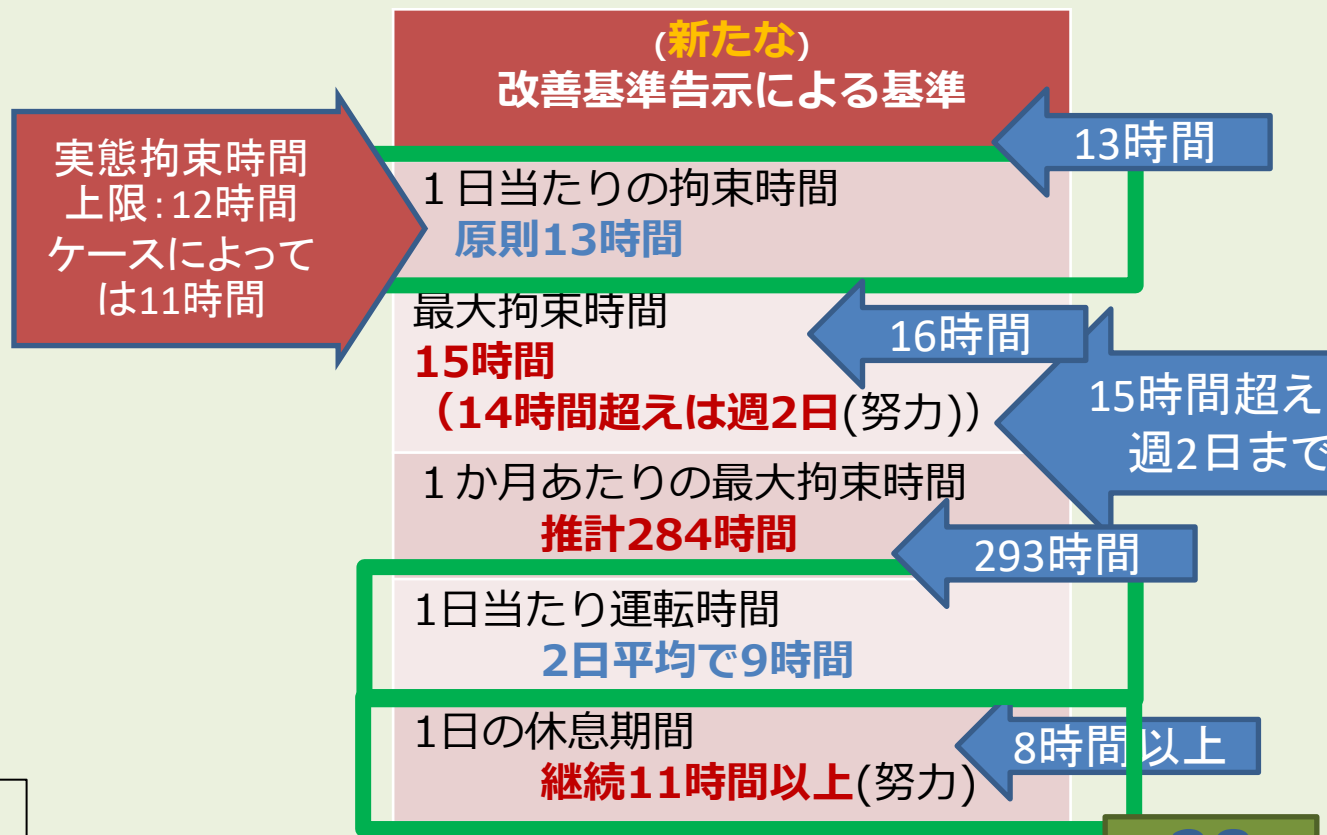 (新たな)
改善基準告示による基準
13時間
実態拘束時間
上限：12時間
ケースによって
は11時間
１日当たりの拘束時間
原則13時間
最大拘束時間
15時間
（14時間超えは週2日(努力)）
16時間
15時間超え
週2日まで
１か月あたりの最大拘束時間
推計284時間
293時間
1日当たり運転時間
2日平均で9時間
1日の休息期間
継続11時間以上(努力)
8時間以上